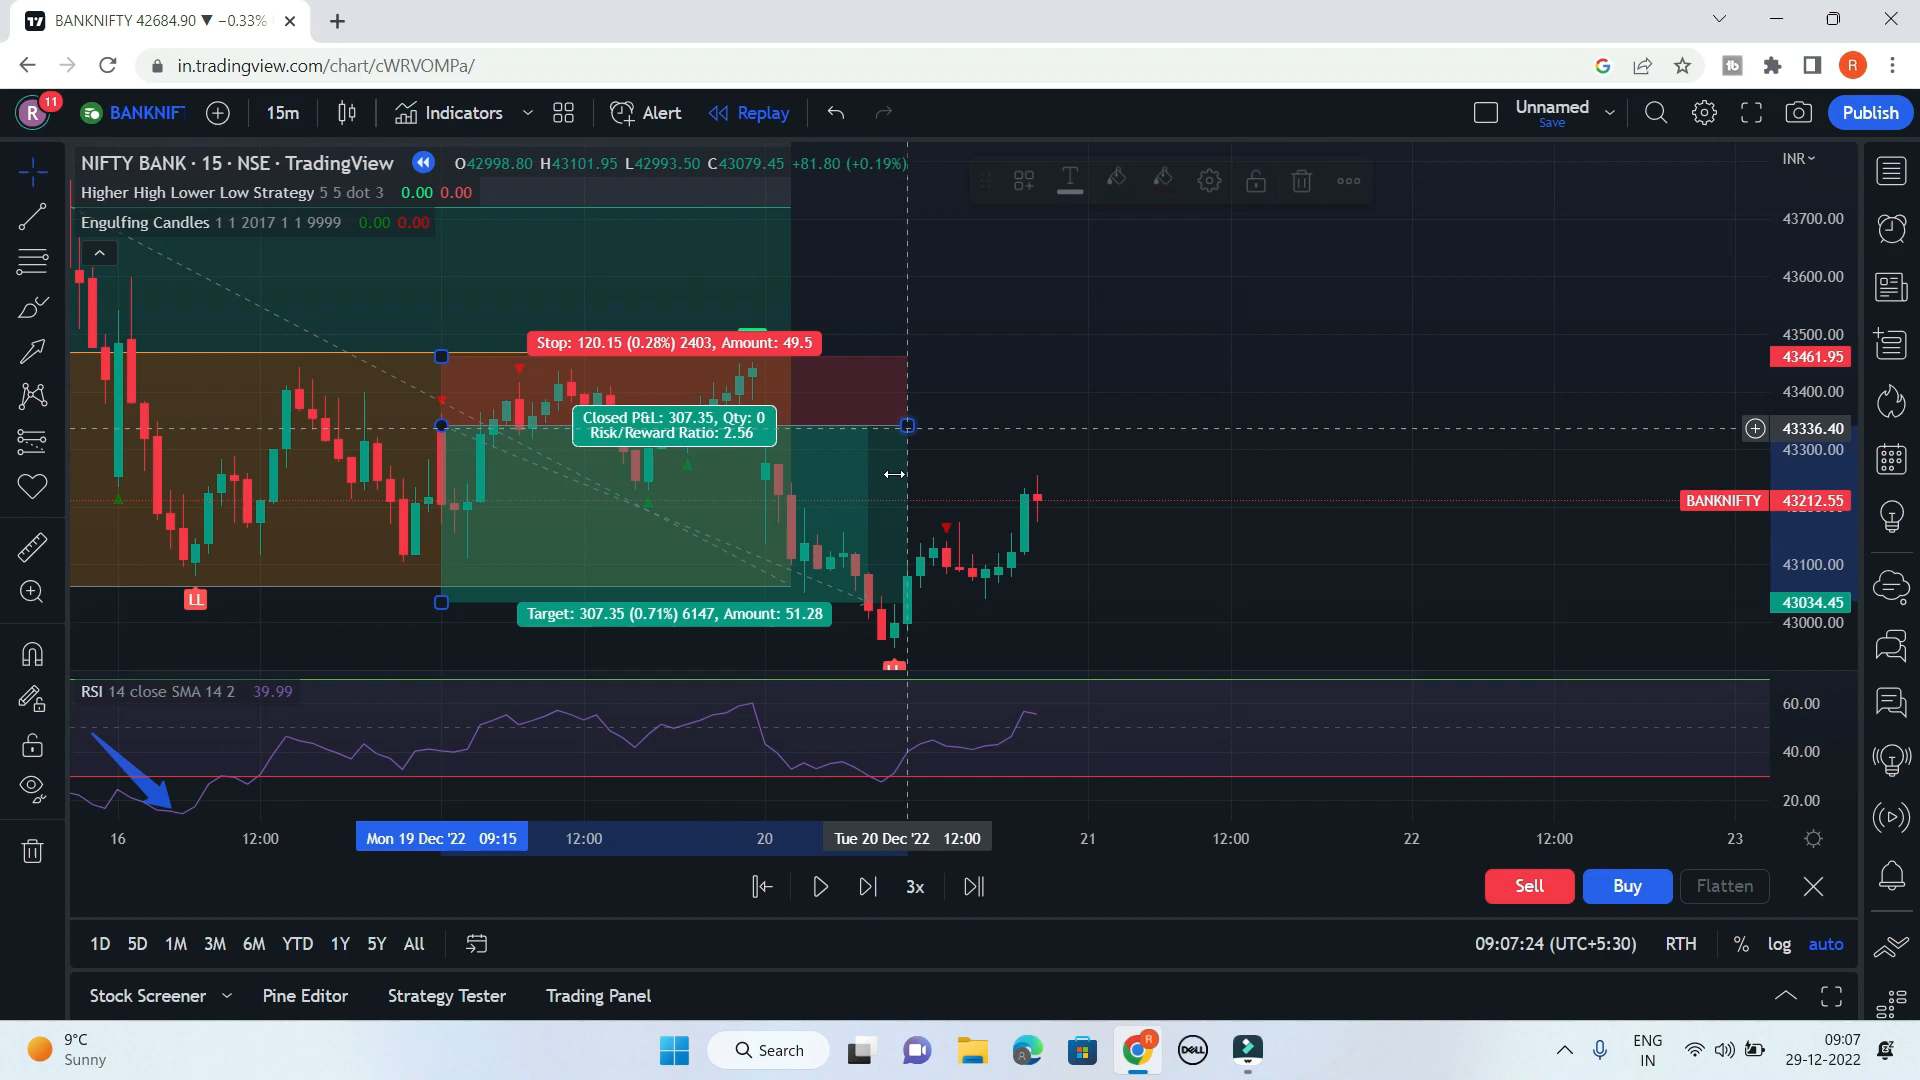 BANKNIFTY 42684.90 ▼ −0.33%
in.tradingview.com/chart/cWRVOMPa/
R
R 11 BANKNIF 15m Indicators Alert Replay Unnamed Save Publish
NIFTY BANK · 15 · NSE · TradingView O42998.80 H43101.95 L42993.50 C43079.45 +81.80 (+0.19%)
INR
Higher High Lower Low Strategy 5 5 dot 3 0.00 0.00
Engulfing Candles 1 1 2017 1 1 9999 0.00 0.00
43700.00
43600.00
43500.00
Stop: 120.15 (0.28%) 2403, Amount: 49.5
43461.95
43400.00
Closed P&L: 307.35, Qty: 0
Risk/Reward Ratio: 2.56
43336.40
43300.00
BANKNIFTY 43212.55
43100.00
LL
43034.45
Target: 307.35 (0.71%) 6147, Amount: 51.28
43000.00
LL
RSI 14 close SMA 14 2 39.99
60.00
40.00
20.00
16 12:00 Mon 19 Dec '22 09:15 12:00 20 Tue 20 Dec '22 12:00 21 12:00 22 12:00 23
3x Sell Buy Flatten
1D 5D 1M 3M 6M YTD 1Y 5Y All 09:07:24 (UTC+5:30) RTH % log auto
Stock Screener Pine Editor Strategy Tester Trading Panel
9°C
Sunny
Search
DELL
ENG
IN
09:07
29-12-2022